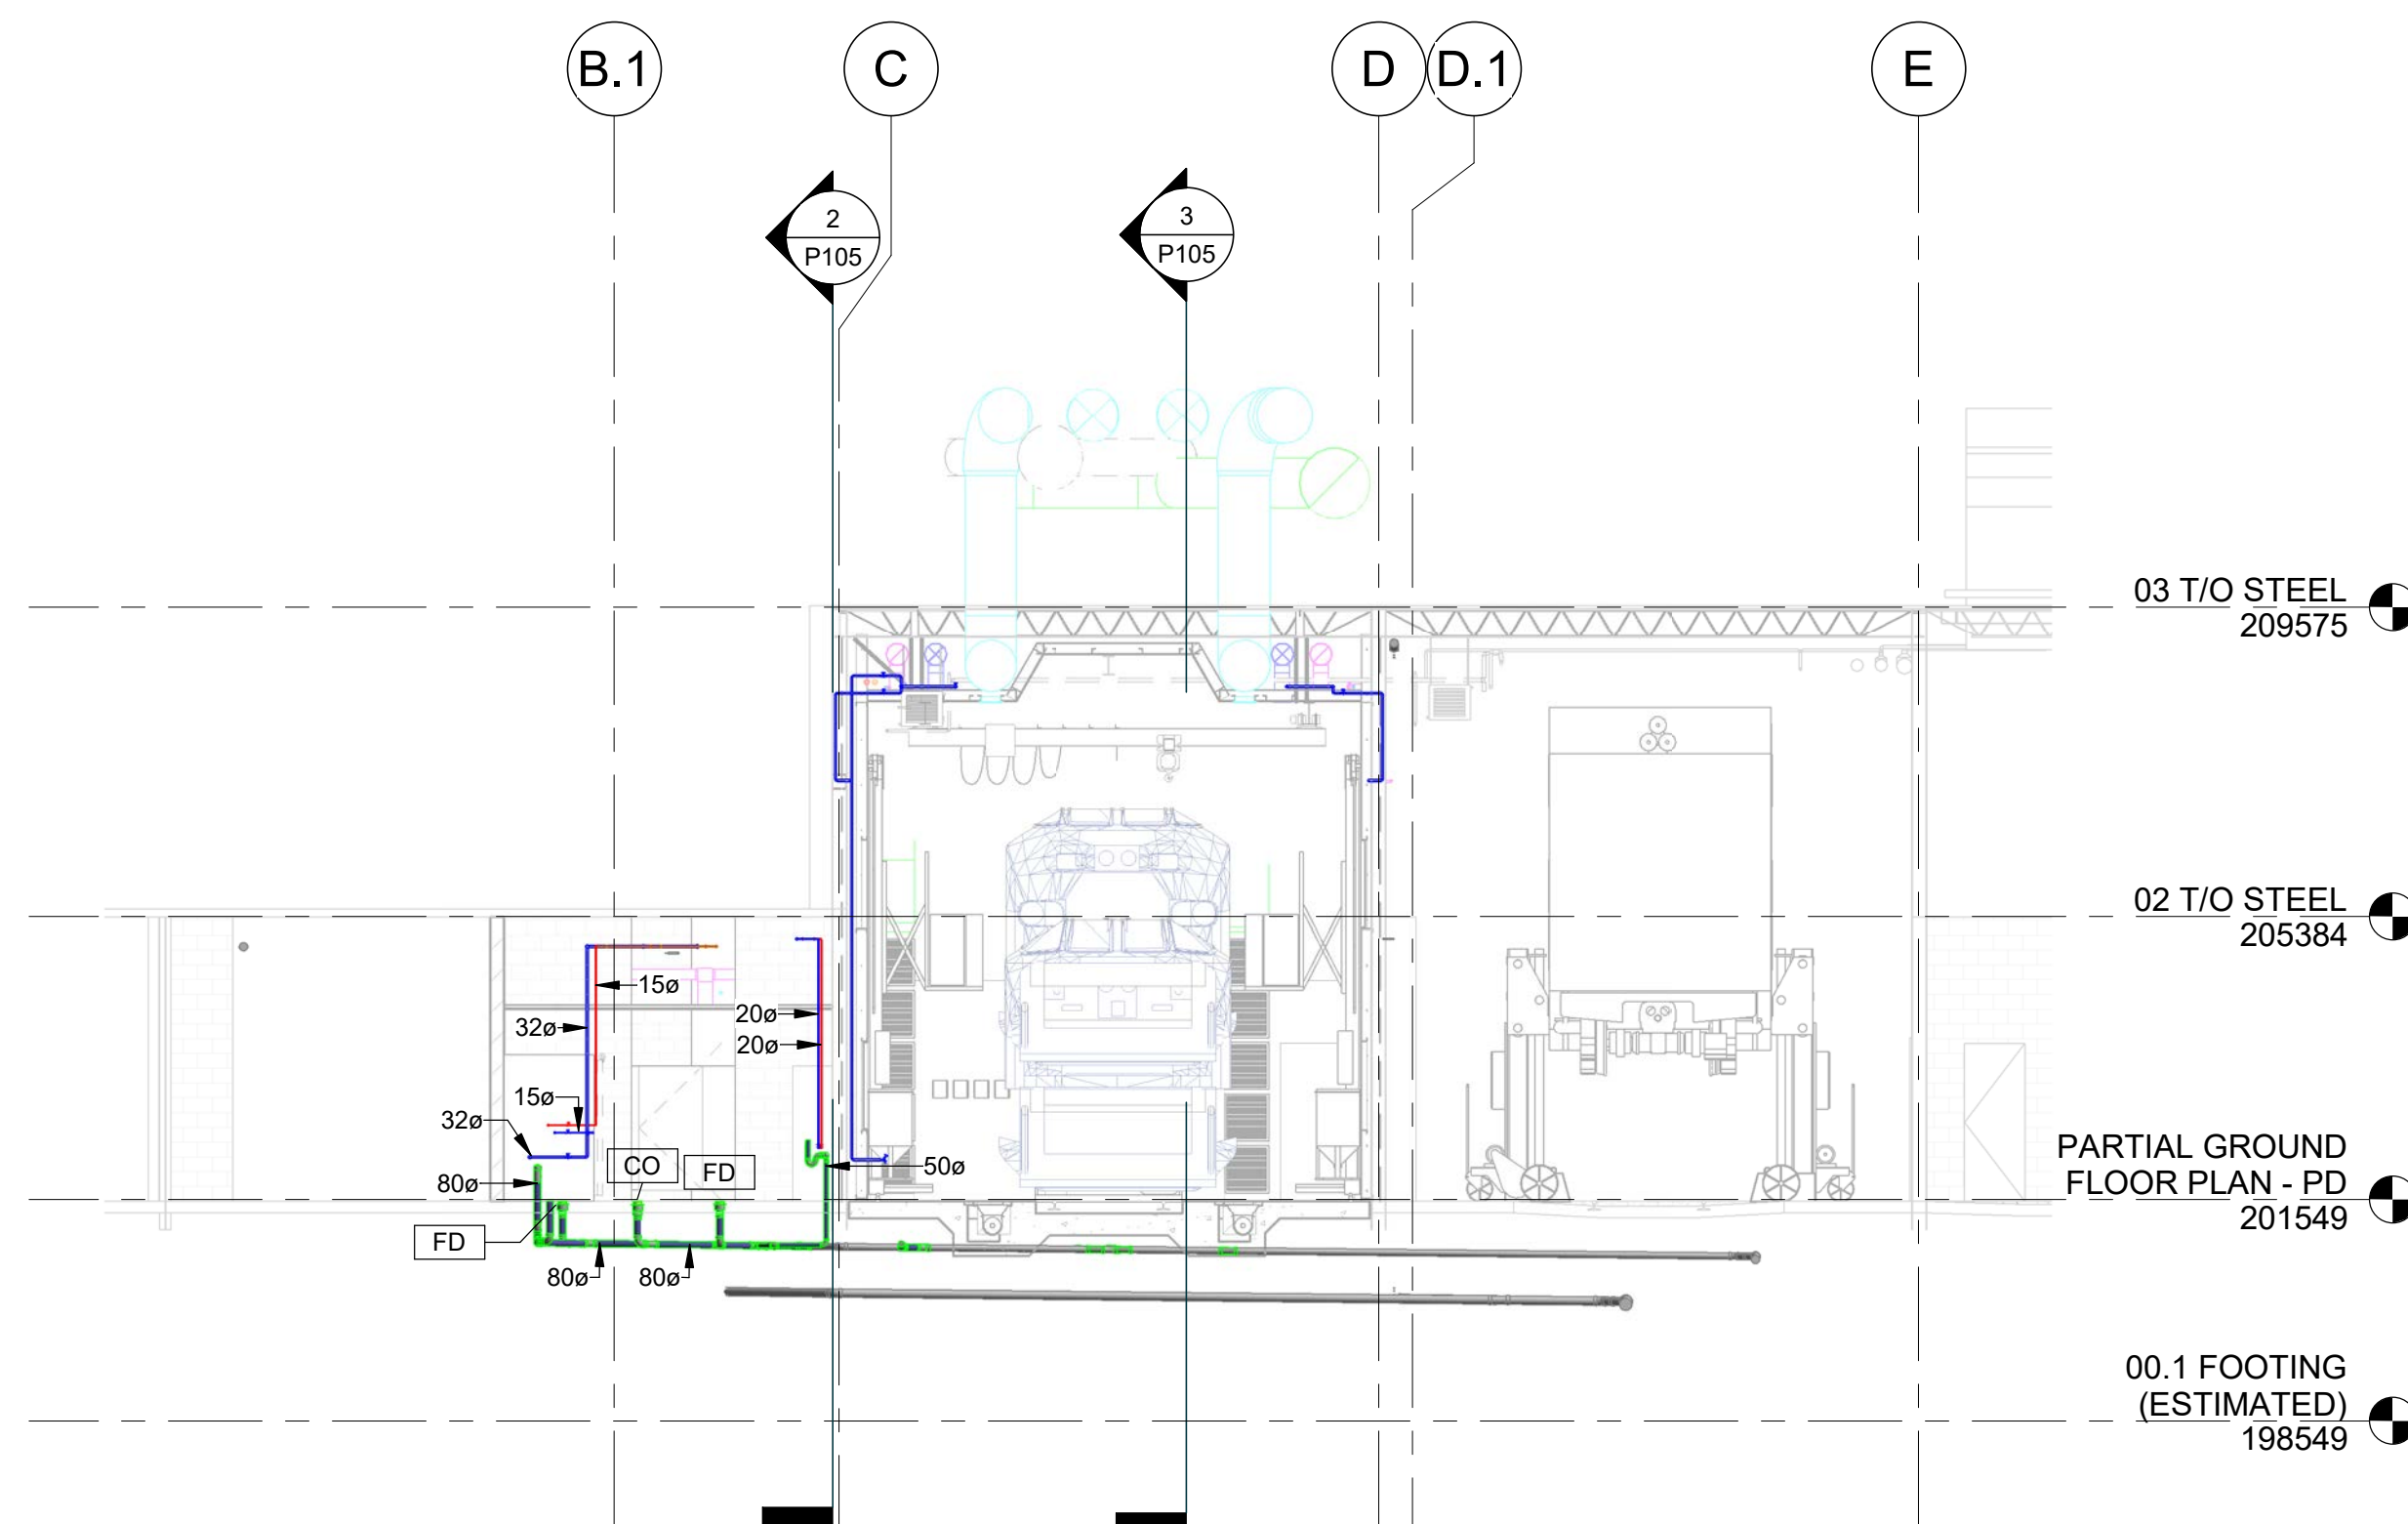 B.1
C
D
D.1
E
2
P105
3
P105
03 T/O STEEL
209575
02 T/O STEEL
205384
15ø
32ø
20ø
20ø
15ø
32ø
CO
FD
50ø
80ø
FD
80ø
80ø
PARTIAL GROUND
FLOOR PLAN - PD
201549
00.1 FOOTING
(ESTIMATED)
198549